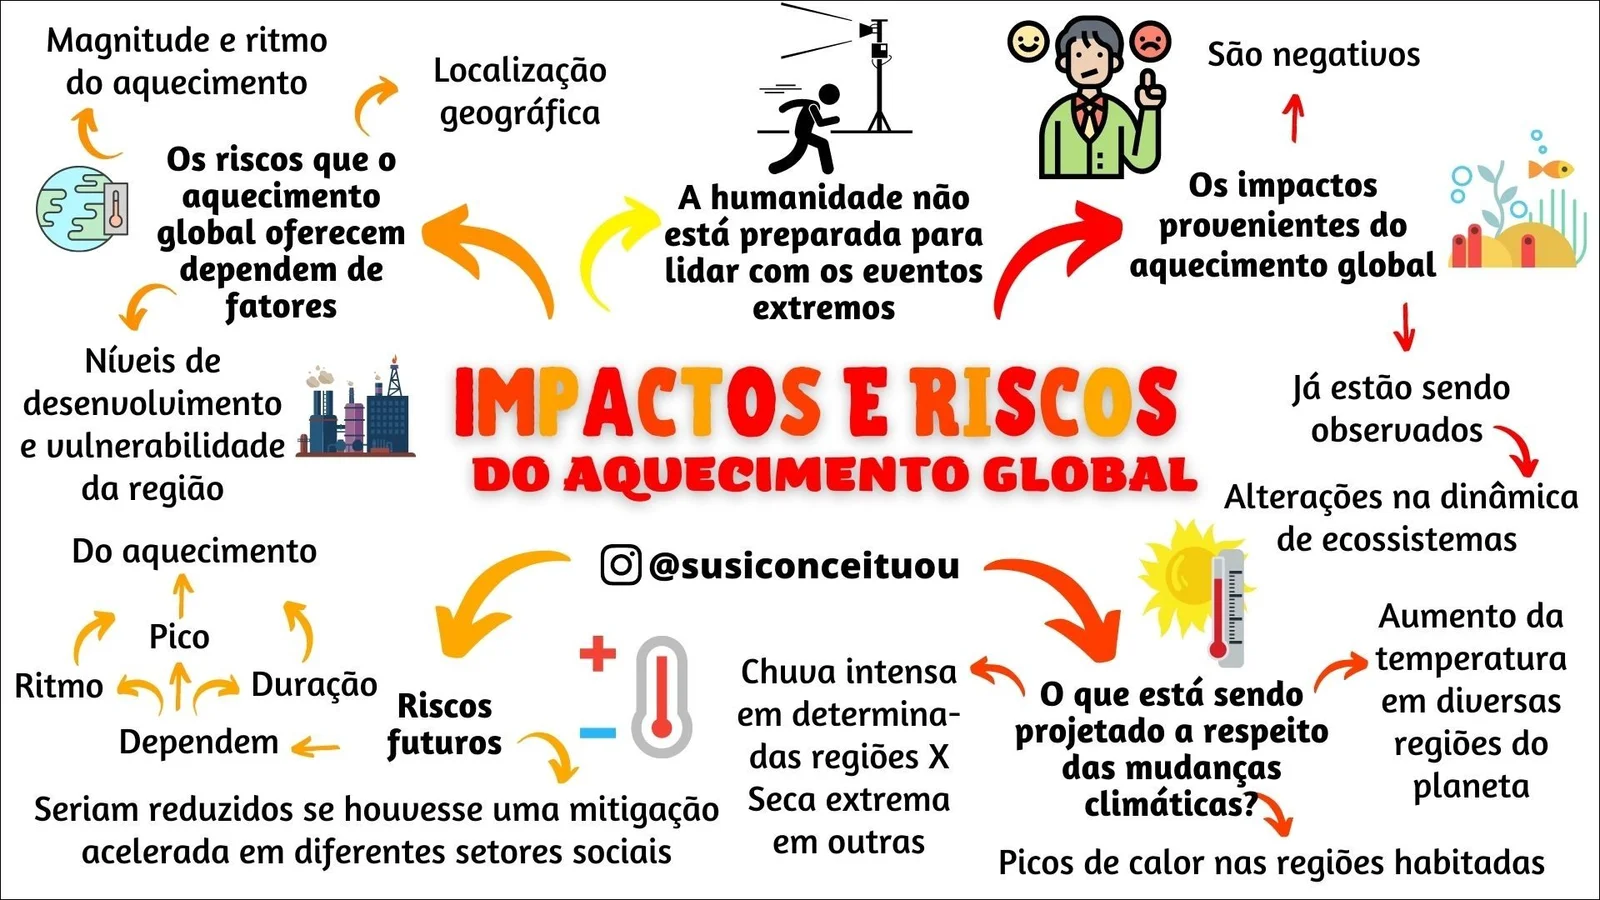 Magnitude e ritmo
do aquecimento
Localização
geográfica
Os riscos que o
aquecimento
global oferecem
dependem de
fatores
Níveis de
desenvolvimento
e vulnerabilidade
da região
A humanidade não
está preparada para
lidar com os eventos
extremos
São negativos
Os impactos
provenientes do
aquecimento global
Já estão sendo
observados
Alterações na dinâmica
de ecossistemas
IMPACTOS E RISCOS
DO AQUECIMENTO GLOBAL
@susiconceituou
Do aquecimento
Pico
Ritmo
Duração
Dependem
Riscos
futuros
Seriam reduzidos se houvesse uma mitigação
acelerada em diferentes setores sociais
Chuva intensa
em determina-
das regiões X
Seca extrema
em outras
O que está sendo
projetado a respeito
das mudanças
climáticas?
Aumento da
temperatura
em diversas
regiões do
planeta
Picos de calor nas regiões habitadas